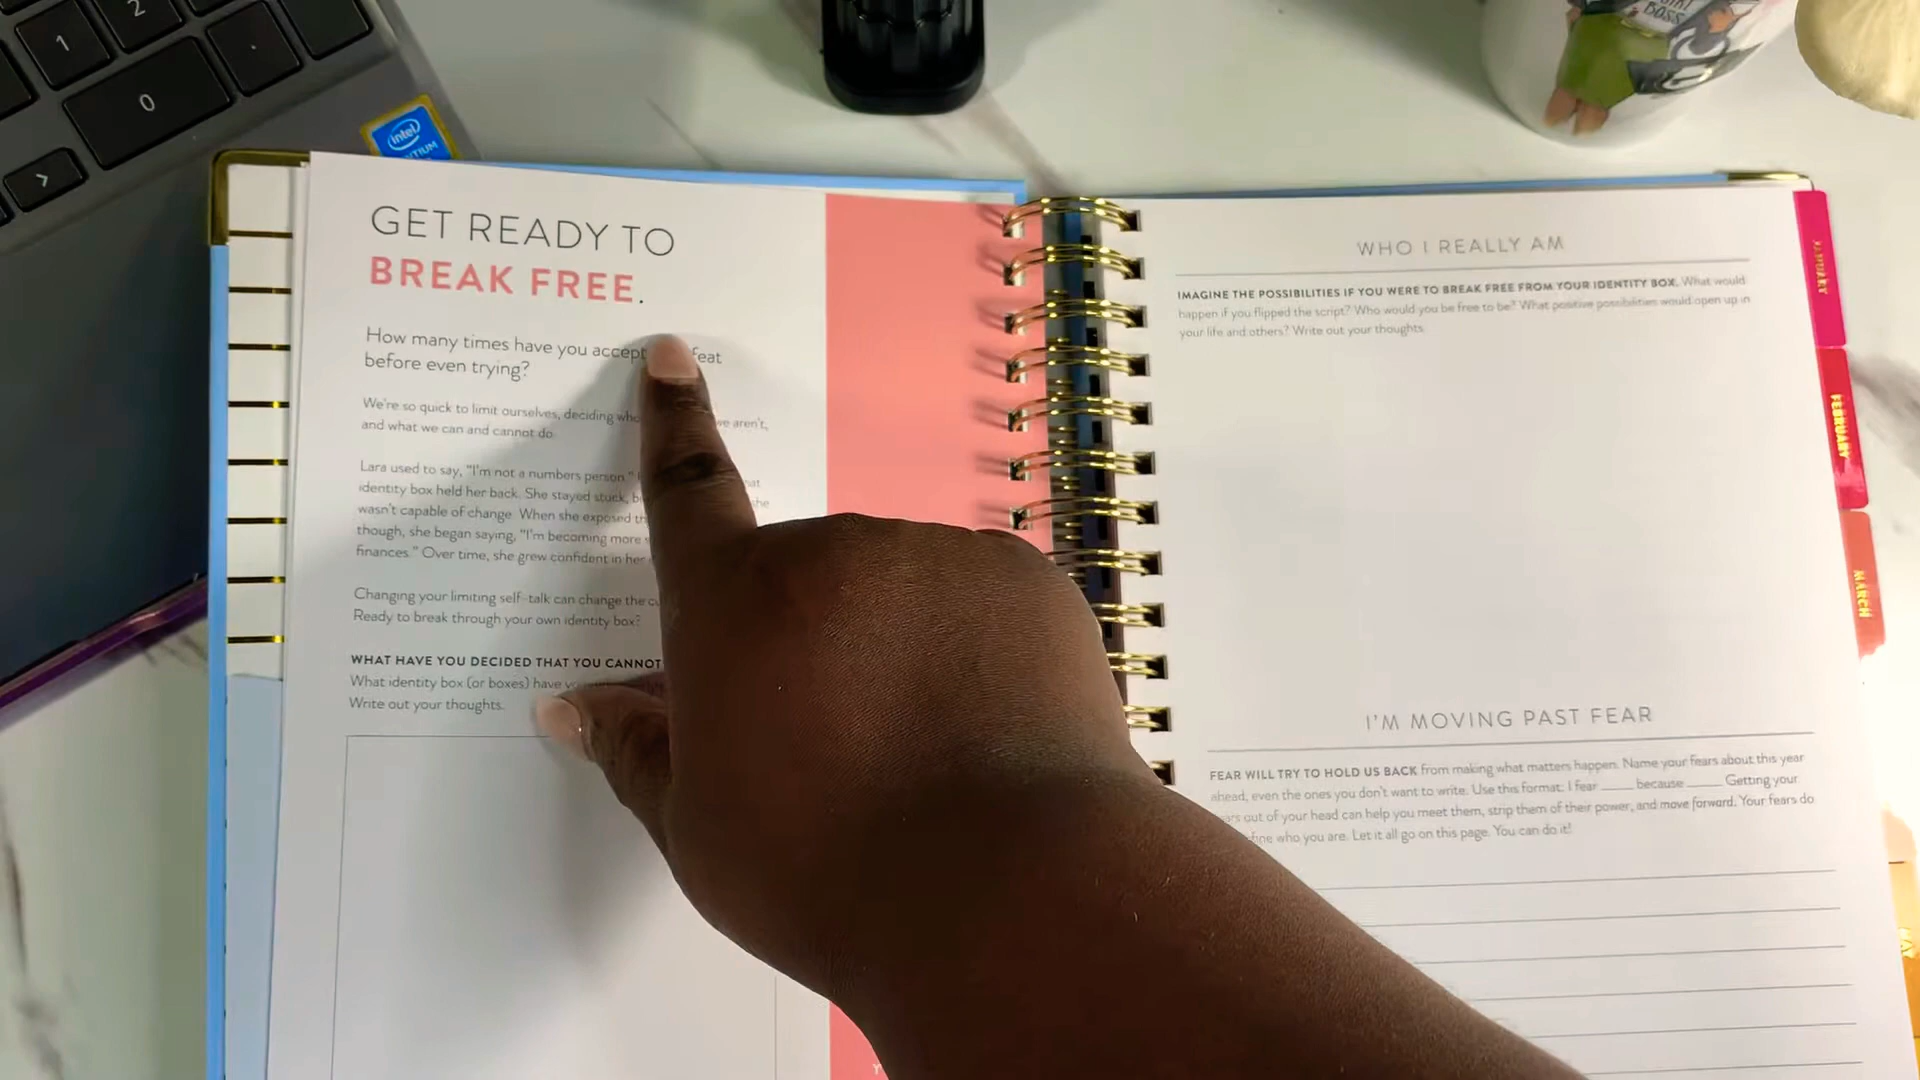 2
1
0
intel
GET READY TO
BREAK FREE.
How many times have you accept feat
before even trying?
We're so quick to limit ourselves, deciding who we aren't,
and what we can and cannot do.
Lara used to say, "I'm not a numbers person."
identity box held her back. She stayed stuck, she
wasn't capable of change. When she exposed
though, she began saying, "I'm becoming more
finances." Over time, she grew confident in her
Changing your limiting self-talk can change the
Ready to break through your own identity box?
WHAT HAVE YOU DECIDED THAT YOU CANNOT
What identity box (or boxes) have
Write out your thoughts.
WHO I REALLY AM
IMAGINE THE POSSIBILITIES IF YOU WERE TO BREAK FREE FROM YOUR IDENTITY BOX. What would
happen if you flipped the script? Who would you be free to be? What positive possibilities would open up in
your life and others? Write out your thoughts.
I'M MOVING PAST FEAR
FEAR WILL TRY TO HOLD US BACK from making what matters happen. Name your fears about this year
ahead, even the ones you don't want to write. Use this format: I fear _____ because _____. Getting your
out of your head can help you meet them, strip them of their power, and move forward. Your fears do
who you are. Let it all go on this page. You can do it!
JANUARY
FEBRUARY
MARCH
BOSS